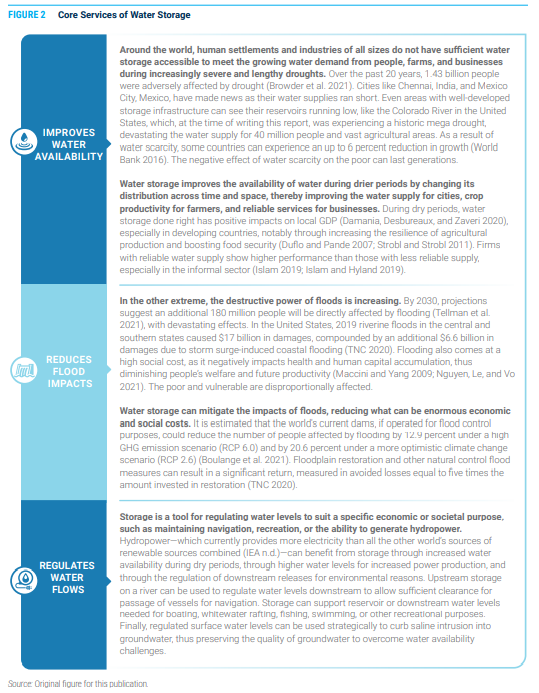 FIGURE 2 Core Services of Water Storage
IMPROVES
WATER
AVAILABILITY
Around the world, human settlements and industries of all sizes do not have sufficient water
storage accessible to meet the growing water demand from people, farms, and businesses
during increasingly severe and lengthy droughts. Over the past 20 years, 1.43 billion people
were adversely affected by drought (Browder et al. 2021). Cities like Chennai, India, and Mexico
City, Mexico, have made news as their water supplies ran short. Even areas with well-developed
storage infrastructure can see their reservoirs running low, like the Colorado River in the United
States, which, at the time of writing this report, was experiencing a historic mega drought,
devastating the water supply for 40 million people and vast agricultural areas. As a result of
water scarcity, some countries can experience an up to 6 percent reduction in growth (World
Bank 2016). The negative effect of water scarcity on the poor can last generations.
Water storage improves the availability of water during drier periods by changing its
distribution across time and space, thereby improving the water supply for cities, crop
productivity for farmers, and reliable services for businesses. During dry periods, water
storage done right has positive impacts on local GDP (Damania, Desbureaux, and Zaveri 2020),
especially in developing countries, notably through increasing the resilience of agricultural
production and boosting food security (Duflo and Pande 2007; Strobl and Strobl 2011). Firms
with reliable water supply show higher performance than those with less reliable supply,
especially in the informal sector (Islam 2019; Islam and Hyland 2019).
REDUCES
FLOOD
IMPACTS
In the other extreme, the destructive power of floods is increasing. By 2030, projections
suggest an additional 180 million people will be directly affected by flooding (Tellman et al.
2021), with devastating effects. In the United States, 2019 riverine floods in the central and
southern states caused $17 billion in damages, compounded by an additional $6.6 billion in
damages due to storm surge-induced coastal flooding (TNC 2020). Flooding also comes at a
high social cost, as it negatively impacts health and human capital accumulation, thus
diminishing people's welfare and future productivity (Maccini and Yang 2009; Nguyen, Le, and Vo
2021). The poor and vulnerable are disproportionally affected.
Water storage can mitigate the impacts of floods, reducing what can be enormous economic
and social costs. It is estimated that the world's current dams, if operated for flood control
purposes, could reduce the number of people affected by flooding by 12.9 percent under a high
GHG emission scenario (RCP 6.0) and by 20.6 percent under a more optimistic climate change
scenario (RCP 2.6) (Boulange et al. 2021). Floodplain restoration and other natural control flood
measures can result in a significant return, measured in avoided losses equal to five times the
amount invested in restoration (TNC 2020).
REGULATES
WATER
FLOWS
Storage is a tool for regulating water levels to suit a specific economic or societal purpose,
such as maintaining navigation, recreation, or the ability to generate hydropower.
Hydropower—which currently provides more electricity than all the other world's sources of
renewable sources combined (IEA n.d.)—can benefit from storage through increased water
availability during dry periods, through higher water levels for increased power production, and
through the regulation of downstream releases for environmental reasons. Upstream storage
on a river can be used to regulate water levels downstream to allow sufficient clearance for
passage of vessels for navigation. Storage can support reservoir or downstream water levels
needed for boating, whitewater rafting, fishing, swimming, or other recreational purposes.
Finally, regulated surface water levels can be used strategically to curb saline intrusion into
groundwater, thus preserving the quality of groundwater to overcome water availability
challenges.
Source: Original figure for this publication.